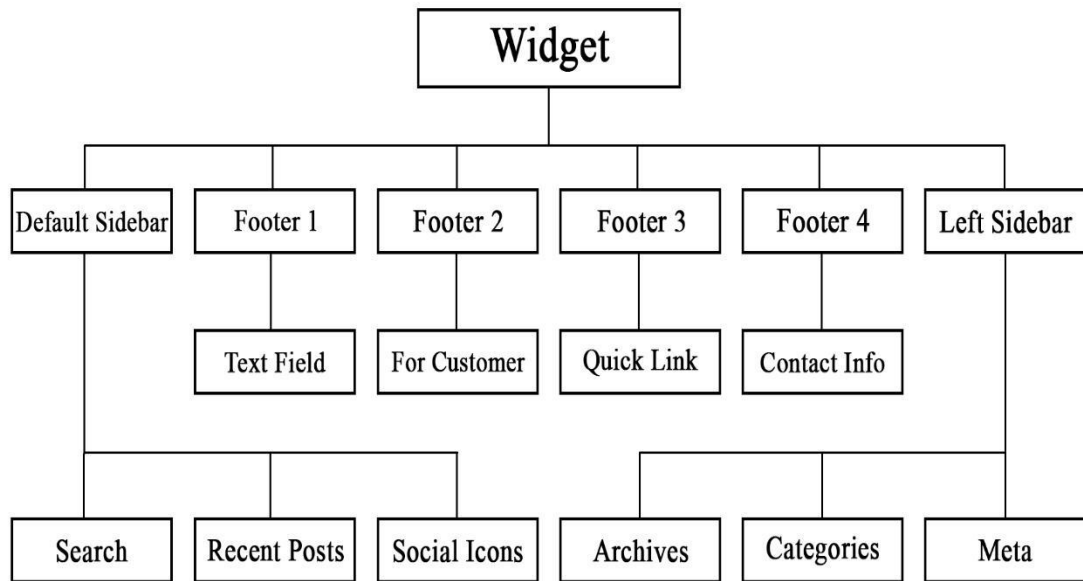 Widget
Default Sidebar
Footer 1
Footer 2
Footer 3
Footer 4
Left Sidebar
Text Field
For Customer
Quick Link
Contact Info
Search
Recent Posts
Social Icons
Archives
Categories
Meta